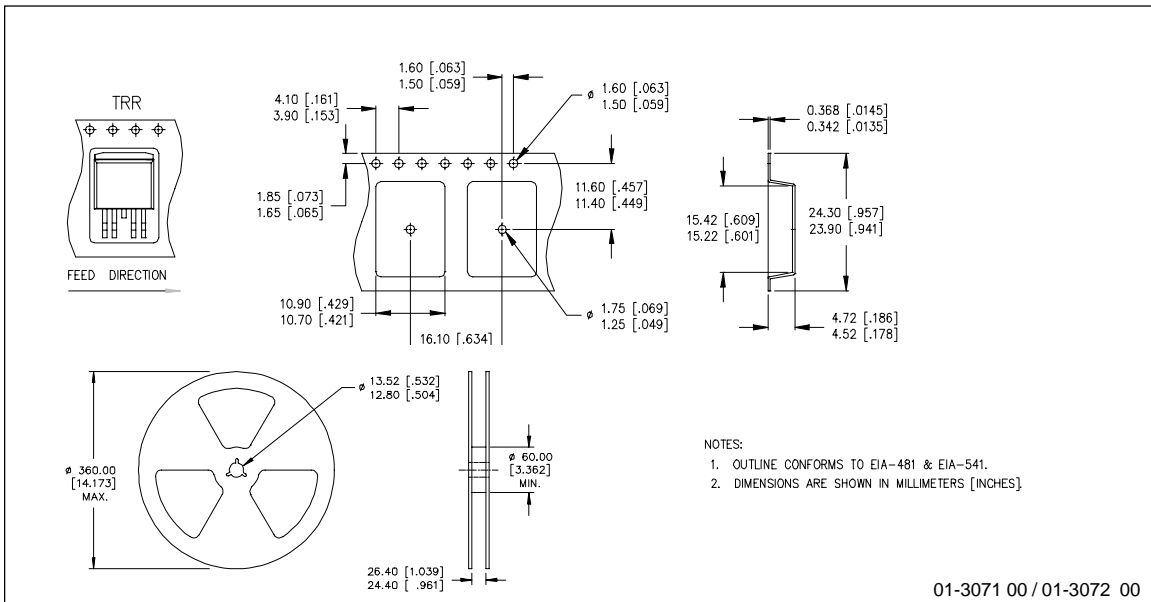 TRR
FEED DIRECTION
1.60 [.063]
1.50 [.059]
4.10 [.161]
3.90 [.153]
ø 1.60 [.063]
1.50 [.059]
1.85 [.073]
1.65 [.065]
11.60 [.457]
11.40 [.449]
10.90 [.429]
10.70 [.421]
16.10 [.634]
ø 1.75 [.069]
1.25 [.049]
0.368 [.0145]
0.342 [.0135]
15.42 [.609]
15.22 [.601]
24.30 [.957]
23.90 [.941]
4.72 [.186]
4.52 [.178]
ø 360.00
[14.173]
MAX.
ø 13.52 [.532]
12.80 [.504]
ø 60.00
[3.362]
MIN.
26.40 [1.039]
24.40 [ .961]
NOTES:
1. OUTLINE CONFORMS TO EIA-481 & EIA-541.
2. DIMENSIONS ARE SHOWN IN MILLIMETERS [INCHES].
01-3071 00 / 01-3072 00